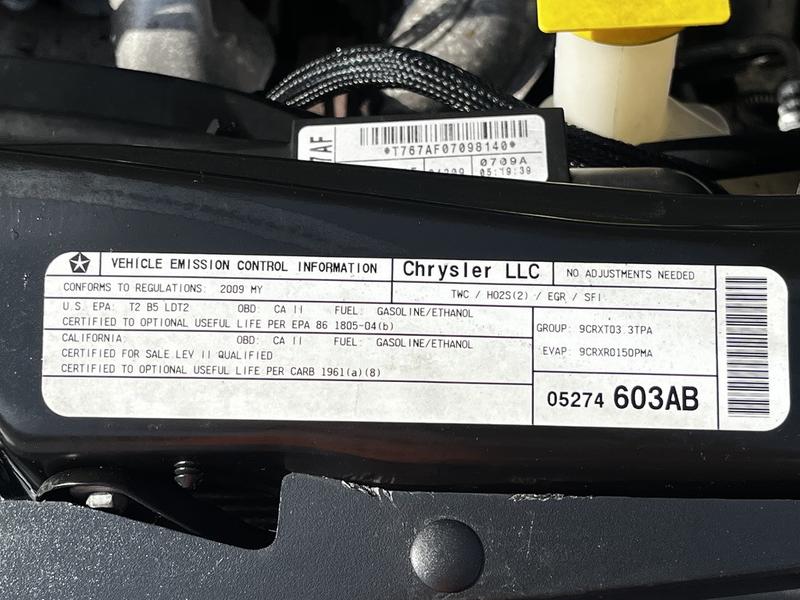 7AF
*T767AF07098140*
0709A
05:19:39
VEHICLE EMISSION CONTROL INFORMATION
Chrysler LLC
NO ADJUSTMENTS NEEDED
CONFORMS TO REGULATIONS: 2009 MY
TWC / HO2S(2) / EGR / SFI
U.S. EPA: T2 B5 LDT2 OBD: CA II FUEL: GASOLINE/ETHANOL
CERTIFIED TO OPTIONAL USEFUL LIFE PER EPA 86 1805-04(b)
CALIFORNIA: OBD: CA II FUEL: GASOLINE/ETHANOL
CERTIFIED FOR SALE LEV II QUALIFIED
CERTIFIED TO OPTIONAL USEFUL LIFE PER CARB 1961(a)(8)
GROUP: 9CRXT03.3TPA
EVAP: 9CRXR0150PMA
05274 603AB